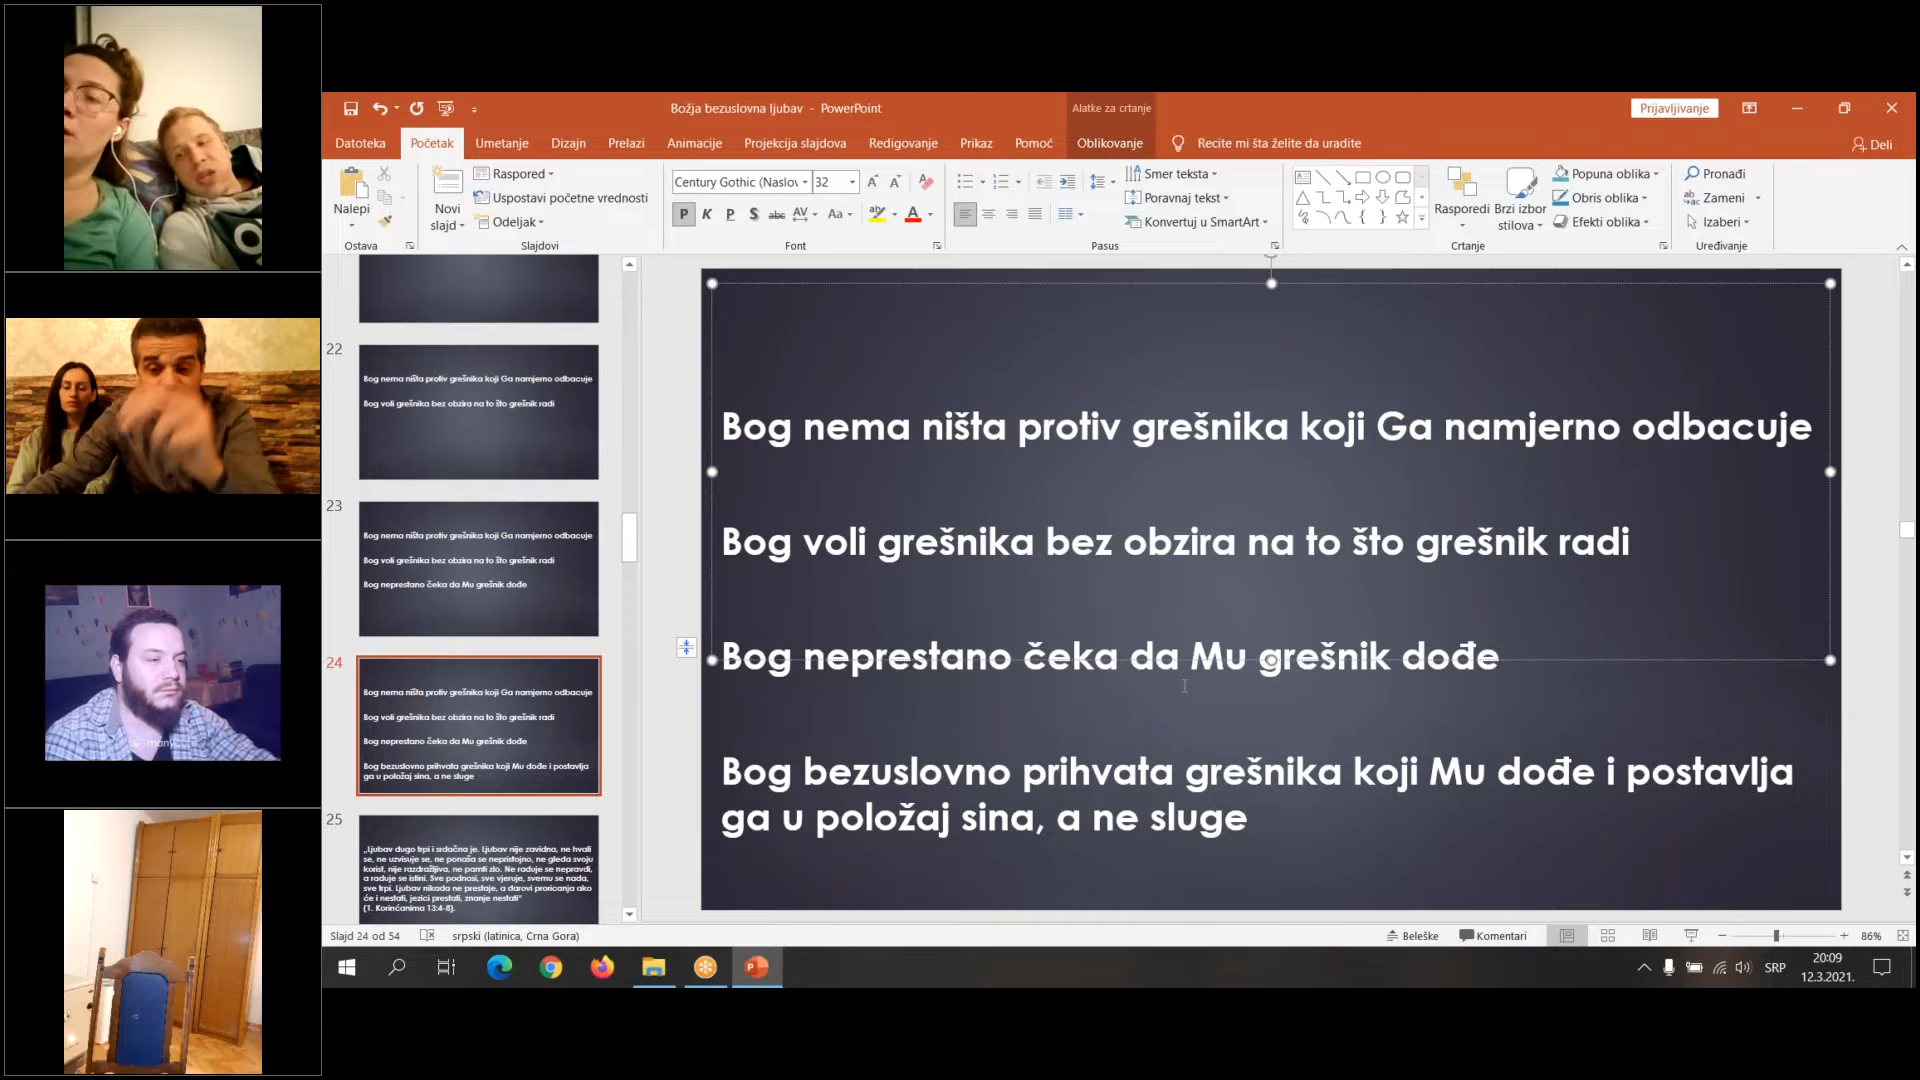 Božja bezuslovna ljubav - PowerPoint
Alatke za crtanje
Prijavljivanje
Datoteka
Početak
Umetanje
Dizajn
Prelazi
Animacije
Projekcija slajdova
Redigovanje
Prikaz
Pomoć
Oblikovanje
Recite mi šta želite da uradite
Deli
Nalepi
Ostava
Novi
slajd
Raspored
Uspostavi početne vrednosti
Odeljak
Slajdovi
Century Gothic (Naslov
32
Font
Smer teksta
Poravnaj tekst
Konvertuj u SmartArt
Pasus
Rasporedi
Brzi izbor
stilova
Popuna oblika
Obris oblika
Efekti oblika
Crtanje
Pronađi
Zameni
Izaberi
Uređivanje
22
Bog nema ništa protiv grešnika koji Ga namjerno odbacuje
Bog voli grešnika bez obzira na to što grešnik radi
23
Bog nema ništa protiv grešnika koji Ga namjerno odbacuje
Bog voli grešnika bez obzira na to što grešnik radi
Bog neprestano čeka da Mu grešnik dođe
24
Bog nema ništa protiv grešnika koji Ga namjerno odbacuje
Bog voli grešnika bez obzira na to što grešnik radi
Bog neprestano čeka da Mu grešnik dođe
Bog bezuslovno prihvata grešnika koji Mu dođe i postavlja
ga u položaj sina, a ne sluge
25
„Ljubav dugo trpi i srdačna je. Ljubav nije zavidna, ne hvali
se, ne uzvisuje se, ne ponaša se nepristojno, ne gleda svoju
korist, nije razdražljiva, ne pamti zlo. Ne raduje se nepravdi,
a raduje se istini. Sve podnosi, sve vjeruje, svemu se nada,
sve trpi. Ljubav nikada ne prestaje, a darovi proricanja ako
će i nestati, jezici prestati, znanje nestati"
(1. Korinćanima 13:4-8).
Bog nema ništa protiv grešnika koji Ga namjerno odbacuje
Bog voli grešnika bez obzira na to što grešnik radi
Bog neprestano čeka da Mu grešnik dođe
Bog bezuslovno prihvata grešnika koji Mu dođe i postavlja
ga u položaj sina, a ne sluge
Slajd 24 od 54
srpski (latinica, Crna Gora)
Beleške
Komentari
86%
SRP
20:09
12.3.2021.